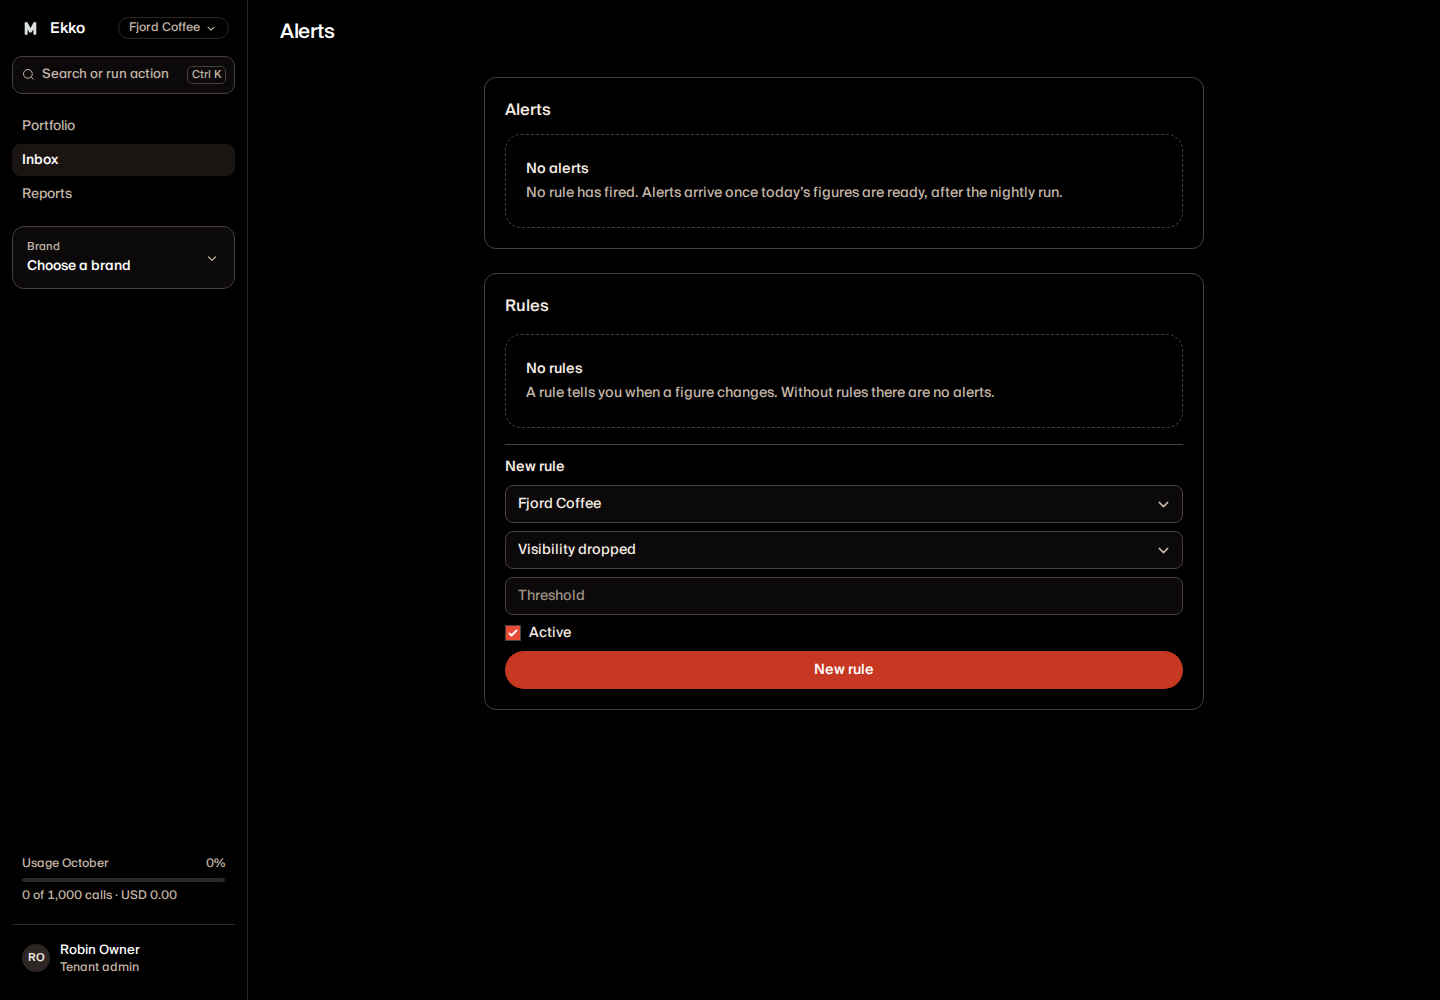 Ekko
Fjord Coffee
Search or run action
Ctrl K
Portfolio
Inbox
Reports
Brand
Choose a brand
Usage October
0%
0 of 1,000 calls · USD 0.00
RO
Robin Owner
Tenant admin
Alerts
Alerts
No alerts
No rule has fired. Alerts arrive once today's figures are ready, after the nightly run.
Rules
No rules
A rule tells you when a figure changes. Without rules there are no alerts.
New rule
Fjord Coffee
Visibility dropped
Threshold
Active
New rule